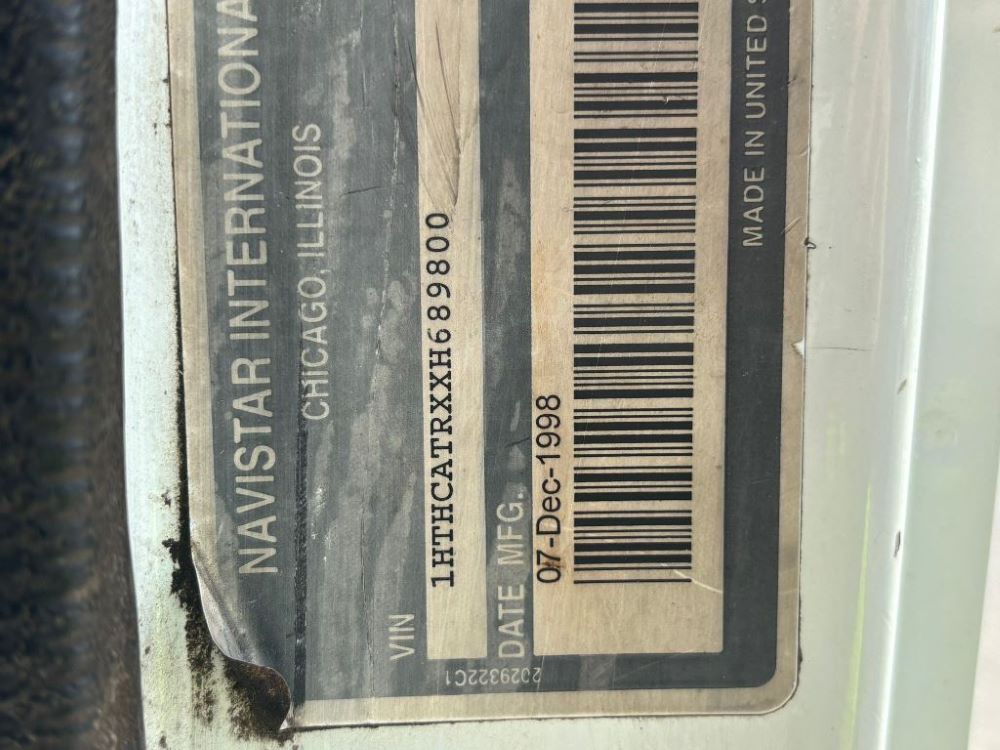 NAVISTAR INTERNATIONA
CHICAGO, ILLINOIS
VIN
1HTHCATRXXH689800
DATE MFG.
07-Dec-1998
MADE IN UNITED S
2029322C1